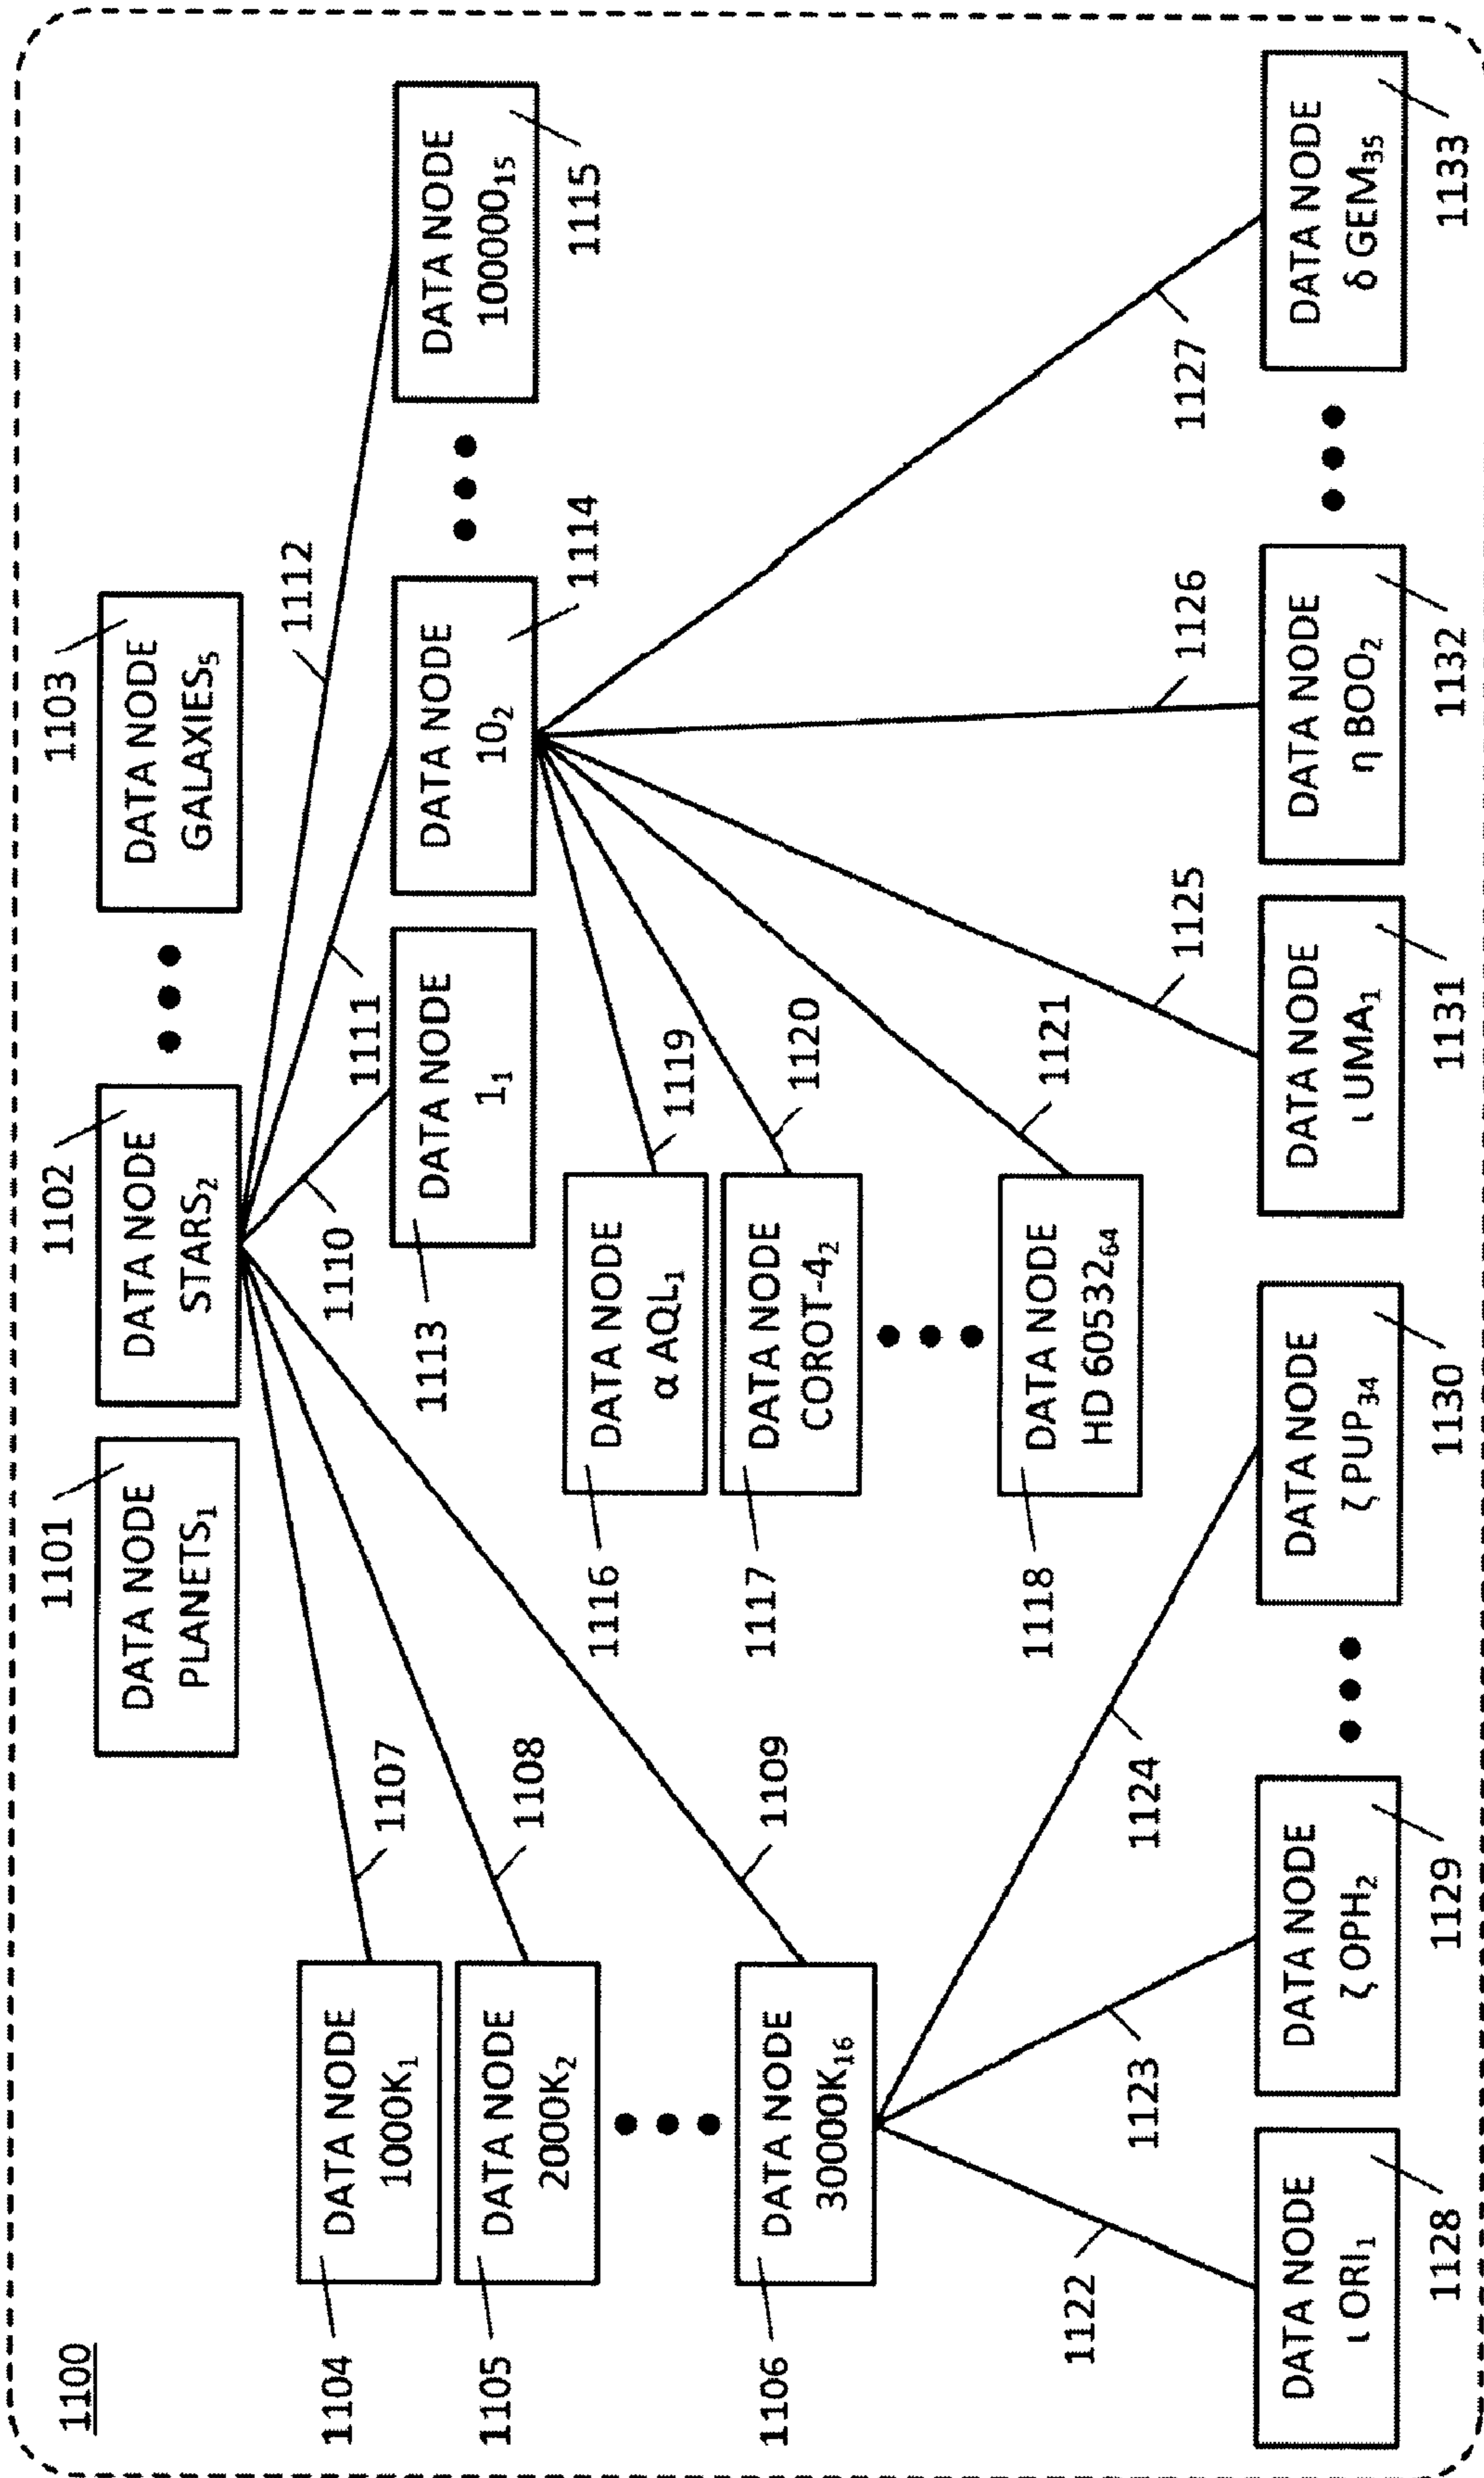 1100
1101
DATA NODE
PLANETS₁
1102
DATA NODE
STARS₂
1103
DATA NODE
GALAXIES₅
1104
DATA NODE
1000K₁
1107
1105
DATA NODE
2000K₂
1108
1106
DATA NODE
30000K₁₆
1109
1110
1111
1112
1113
DATA NODE
1₁
DATA NODE
10₂
1114
DATA NODE
100000₁₅
1115
1116
DATA NODE
α AQL₁
1119
1117
DATA NODE
COROT-4₂
1120
1118
DATA NODE
HD 60532₆₄
1121
1122
1123
1124
1125
1126
1127
DATA NODE
ι ORI₁
1128
DATA NODE
ζ OPH₂
1129
DATA NODE
ζ PUP₃₄
1130
DATA NODE
ι UMA₁
1131
DATA NODE
η BOO₂
1132
DATA NODE
δ GEM₃₅
1133